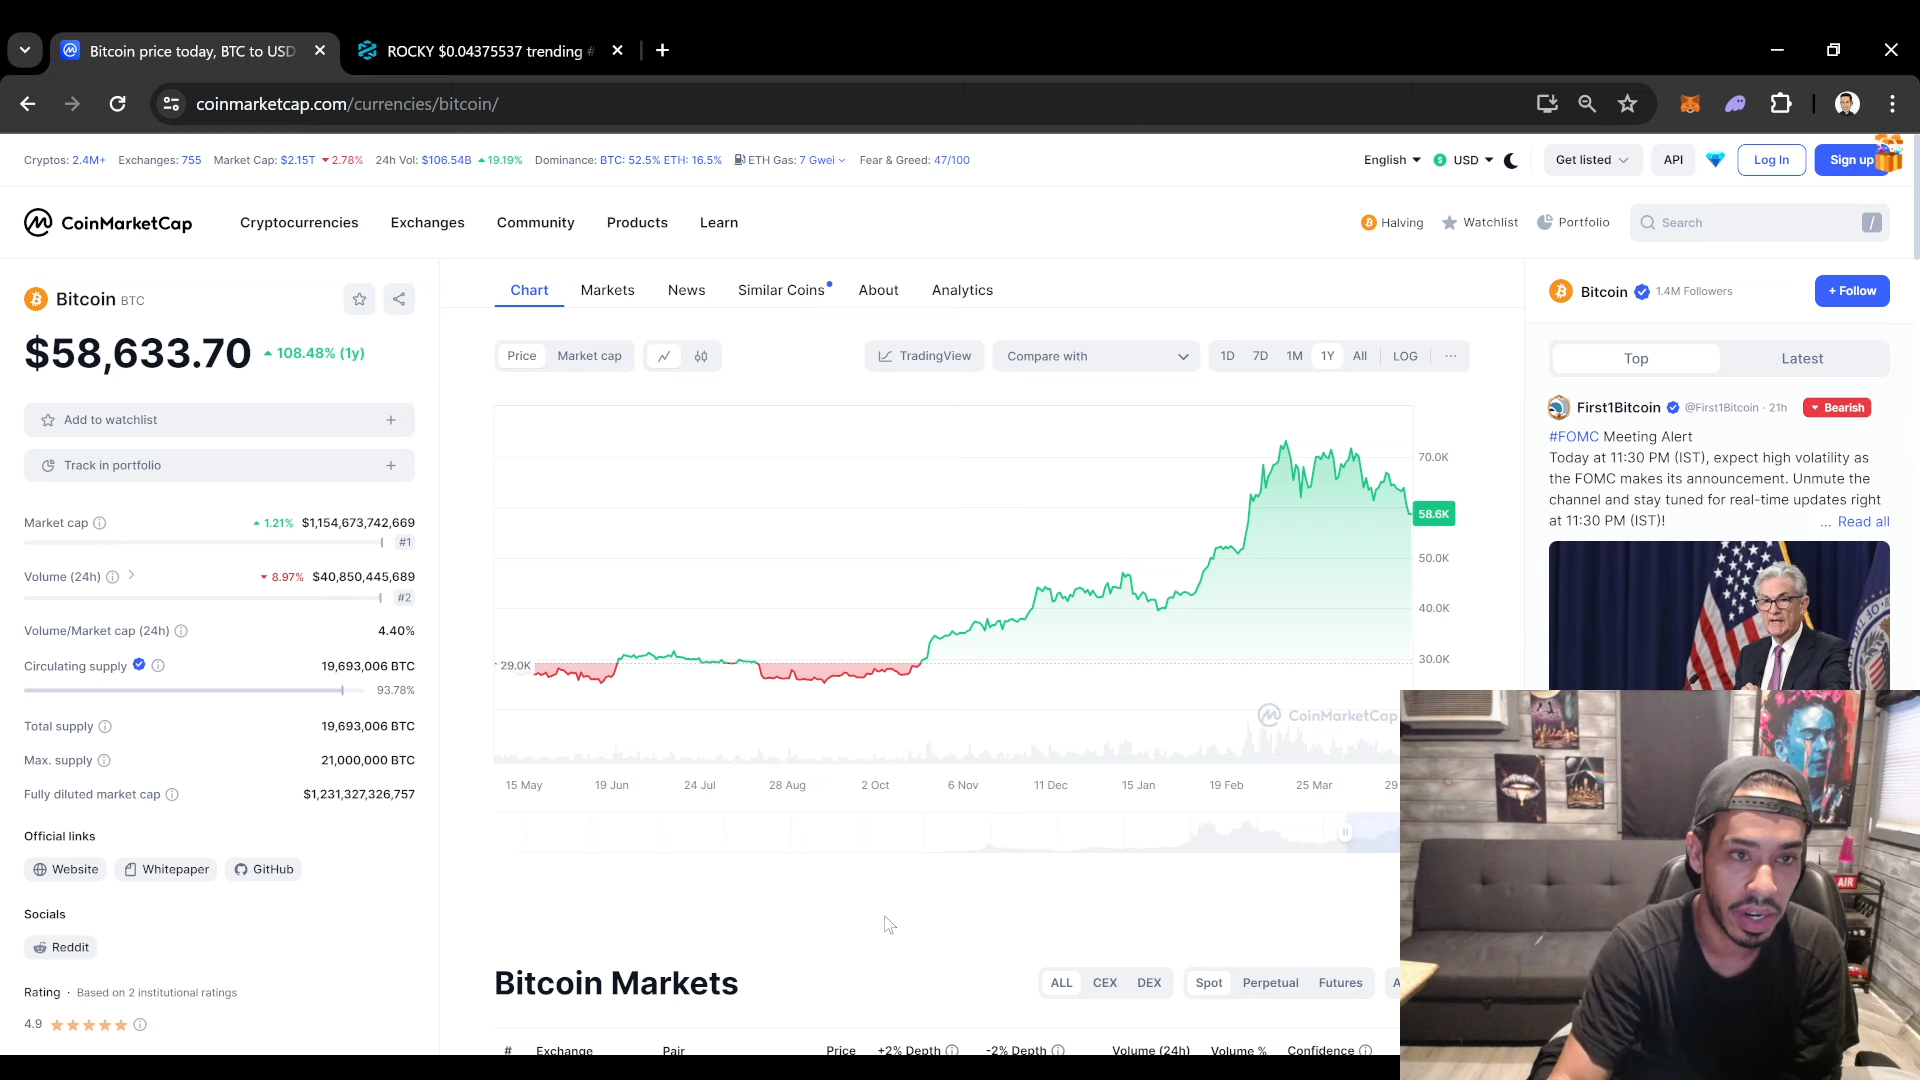 Bitcoin price today, BTC to USD
ROCKY $0.04375537 trending #
coinmarketcap.com/currencies/bitcoin/
Cryptos: 2.4M+ Exchanges: 755 Market Cap: $2.15T 2.78% 24h Vol: $106.54B 19.19% Dominance: BTC: 52.5% ETH: 16.5% ETH Gas: 7 Gwei Fear & Greed: 47/100
English USD Get listed API Log In Sign up
CoinMarketCap
Cryptocurrencies Exchanges Community Products Learn
Halving Watchlist Portfolio Search /
Bitcoin BTC
$58,633.70 108.48% (1y)
Add to watchlist +
Track in portfolio +
Market cap 1.21% $1,154,673,742,669
#1
Volume (24h) 8.97% $40,850,445,689
#2
Volume/Market cap (24h) 4.40%
Circulating supply 19,693,006 BTC
93.78%
Total supply 19,693,006 BTC
Max. supply 21,000,000 BTC
Fully diluted market cap $1,231,327,326,757
Official links
Website Whitepaper GitHub
Socials
Reddit
Rating · Based on 2 institutional ratings
4.9
Chart Markets News Similar Coins About Analytics
Price Market cap
TradingView Compare with 1D 7D 1M 1Y All LOG ...
70.0K
58.6K
50.0K
40.0K
30.0K
29.0K
CoinMarketCap
15 May 19 Jun 24 Jul 28 Aug 2 Oct 6 Nov 11 Dec 15 Jan 19 Feb 25 Mar 29
Bitcoin Markets
ALL CEX DEX Spot Perpetual Futures
# Exchange Pair Price +2% Depth -2% Depth Volume (24h) Volume % Confidence
Bitcoin 1.4M Followers + Follow
Top Latest
First1Bitcoin @First1Bitcoin · 21h Bearish
#FOMC Meeting Alert
Today at 11:30 PM (IST), expect high volatility as
the FOMC makes its announcement. Unmute the
channel and stay tuned for real-time updates right
at 11:30 PM (IST)! ... Read all
AIR